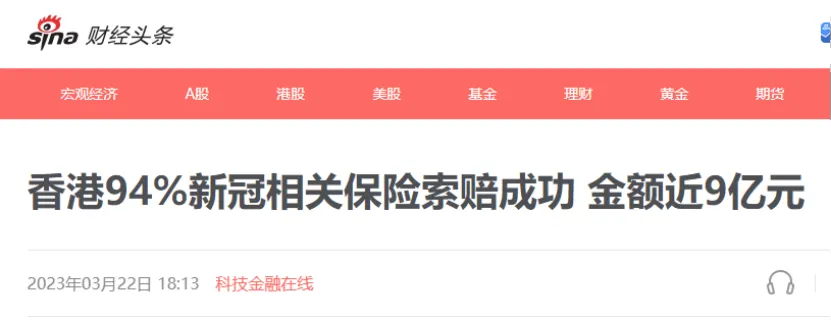 sina 财经头条
宏观经济 A股 港股 美股 基金 理财 黄金 期货
香港94%新冠相关保险索赔成功 金额近9亿元
2023年03月22日 18:13 科技金融在线